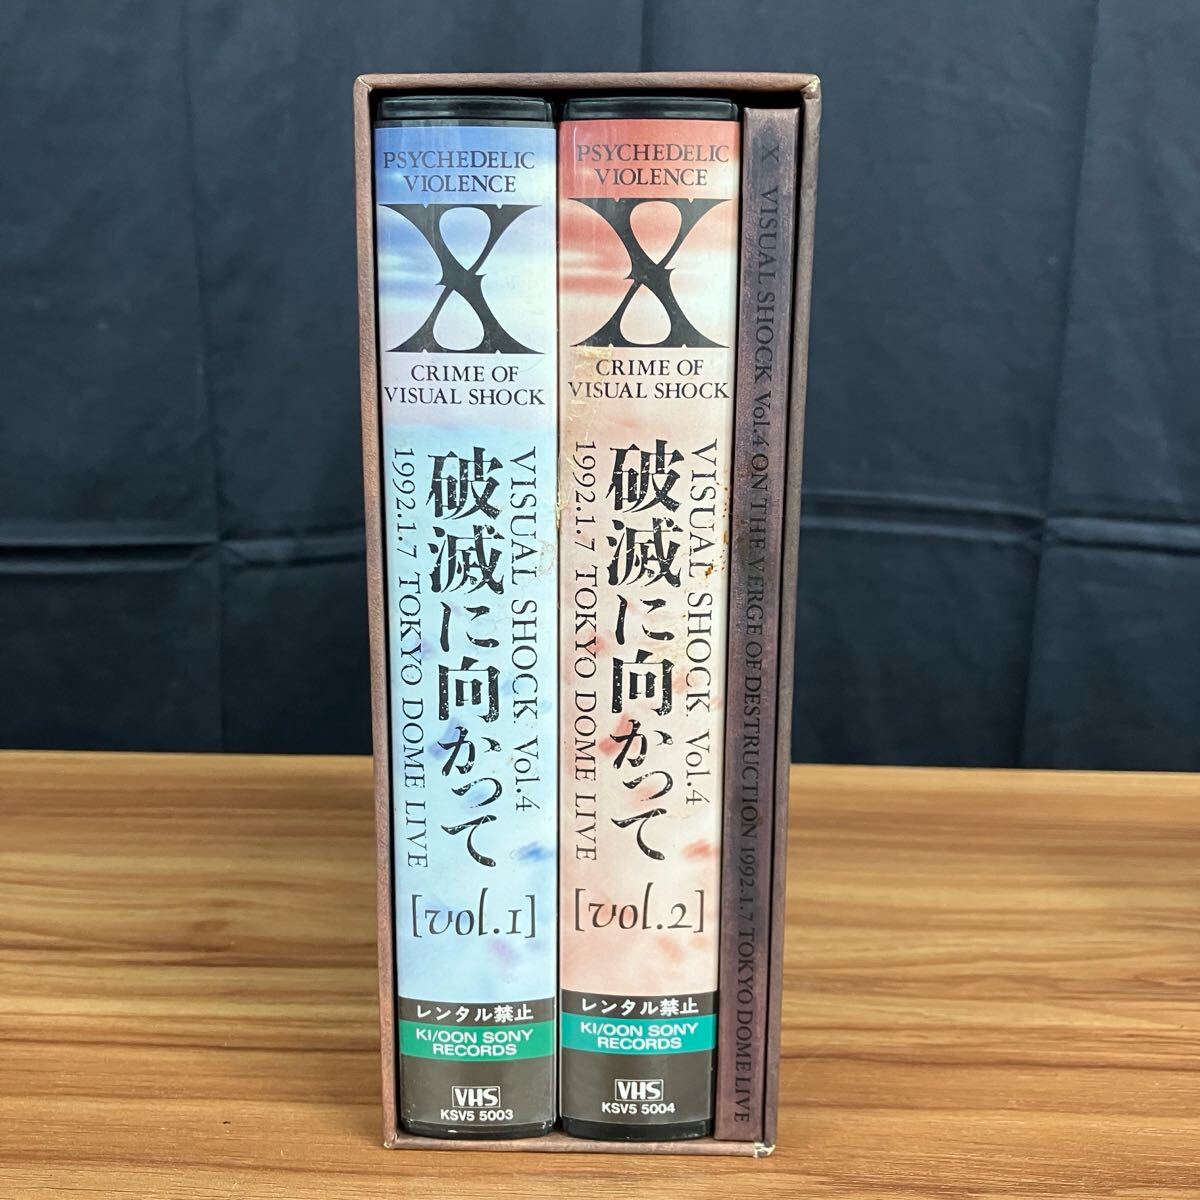 PSYCHEDELIC
VIOLENCE
X
CRIME OF
VISUAL SHOCK
VISUAL SHOCK Vol.4
破滅に向かって
1992.1.7 TOKYO DOME LIVE
[vol.1]
レンタル禁止
KI/OON SONY
RECORDS
VHS
KSV5 5003
PSYCHEDELIC
VIOLENCE
X
CRIME OF
VISUAL SHOCK
VISUAL SHOCK Vol.4
破滅に向かって
1992.1.7 TOKYO DOME LIVE
[vol.2]
レンタル禁止
KI/OON SONY
RECORDS
VHS
KSV5 5004
X VISUAL SHOCK Vol.4 ON THE VERGE OF DESTRUCTION 1992.1.7 TOKYO DOME LIVE